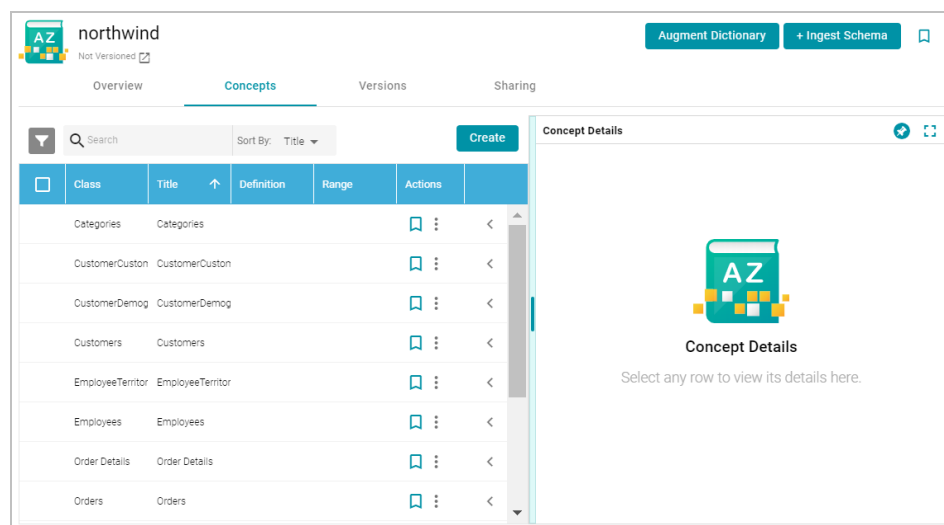 AZ
northwind
Not Versioned
Augment Dictionary
+ Ingest Schema
Overview Concepts Versions Sharing
Search
Sort By: Title
Create
Concept Details
Class Title Definition Range Actions
Categories Categories
CustomerCuston CustomerCuston
CustomerDemog CustomerDemog
Customers Customers
EmployeeTerritor EmployeeTerritor
Employees Employees
Order Details Order Details
Orders Orders
AZ
Concept Details
Select any row to view its details here.